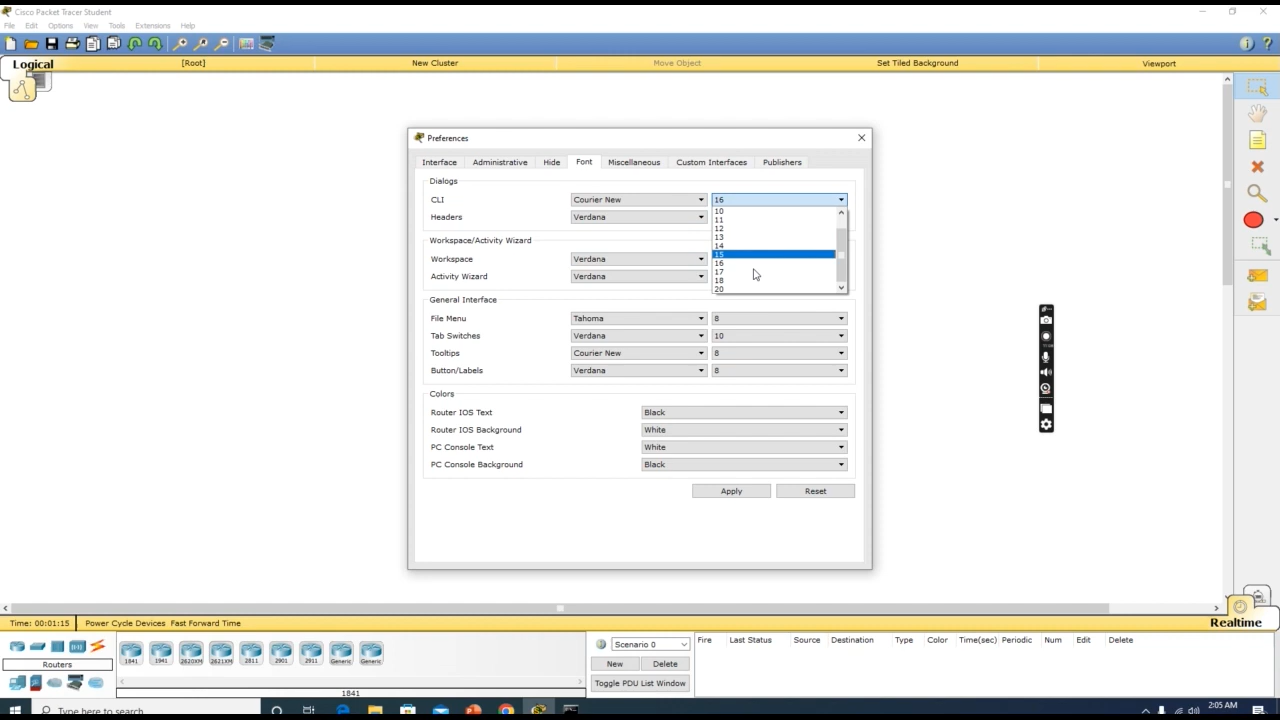 Cisco Packet Tracer Student
File Edit Options View Tools Extensions Help
Logical [Root] New Cluster Move Object Set Tiled Background Viewport
Preferences
Interface Administrative Hide Font Miscellaneous Custom Interfaces Publishers
Dialogs
CLI Courier New 16
10
Headers Verdana
11
12
13
Workspace/Activity Wizard
14
15
Workspace Verdana
16
17
Activity Wizard Verdana
18
20
General Interface
File Menu Tahoma 8
Tab Switches Verdana 10
Tooltips Courier New 8
Button/Labels Verdana 8
Colors
Router IOS Text Black
Router IOS Background White
PC Console Text White
PC Console Background Black
Apply Reset
Time: 00:01:15 Power Cycle Devices Fast Forward Time Realtime
Routers
1841 1941 2620XM 2621XM 2811 2901 2911 Generic Generic
1841
Scenario 0
New Delete
Toggle PDU List Window
Fire Last Status Source Destination Type Color Time(sec) Periodic Num Edit Delete
Type here to search
2:05 AM